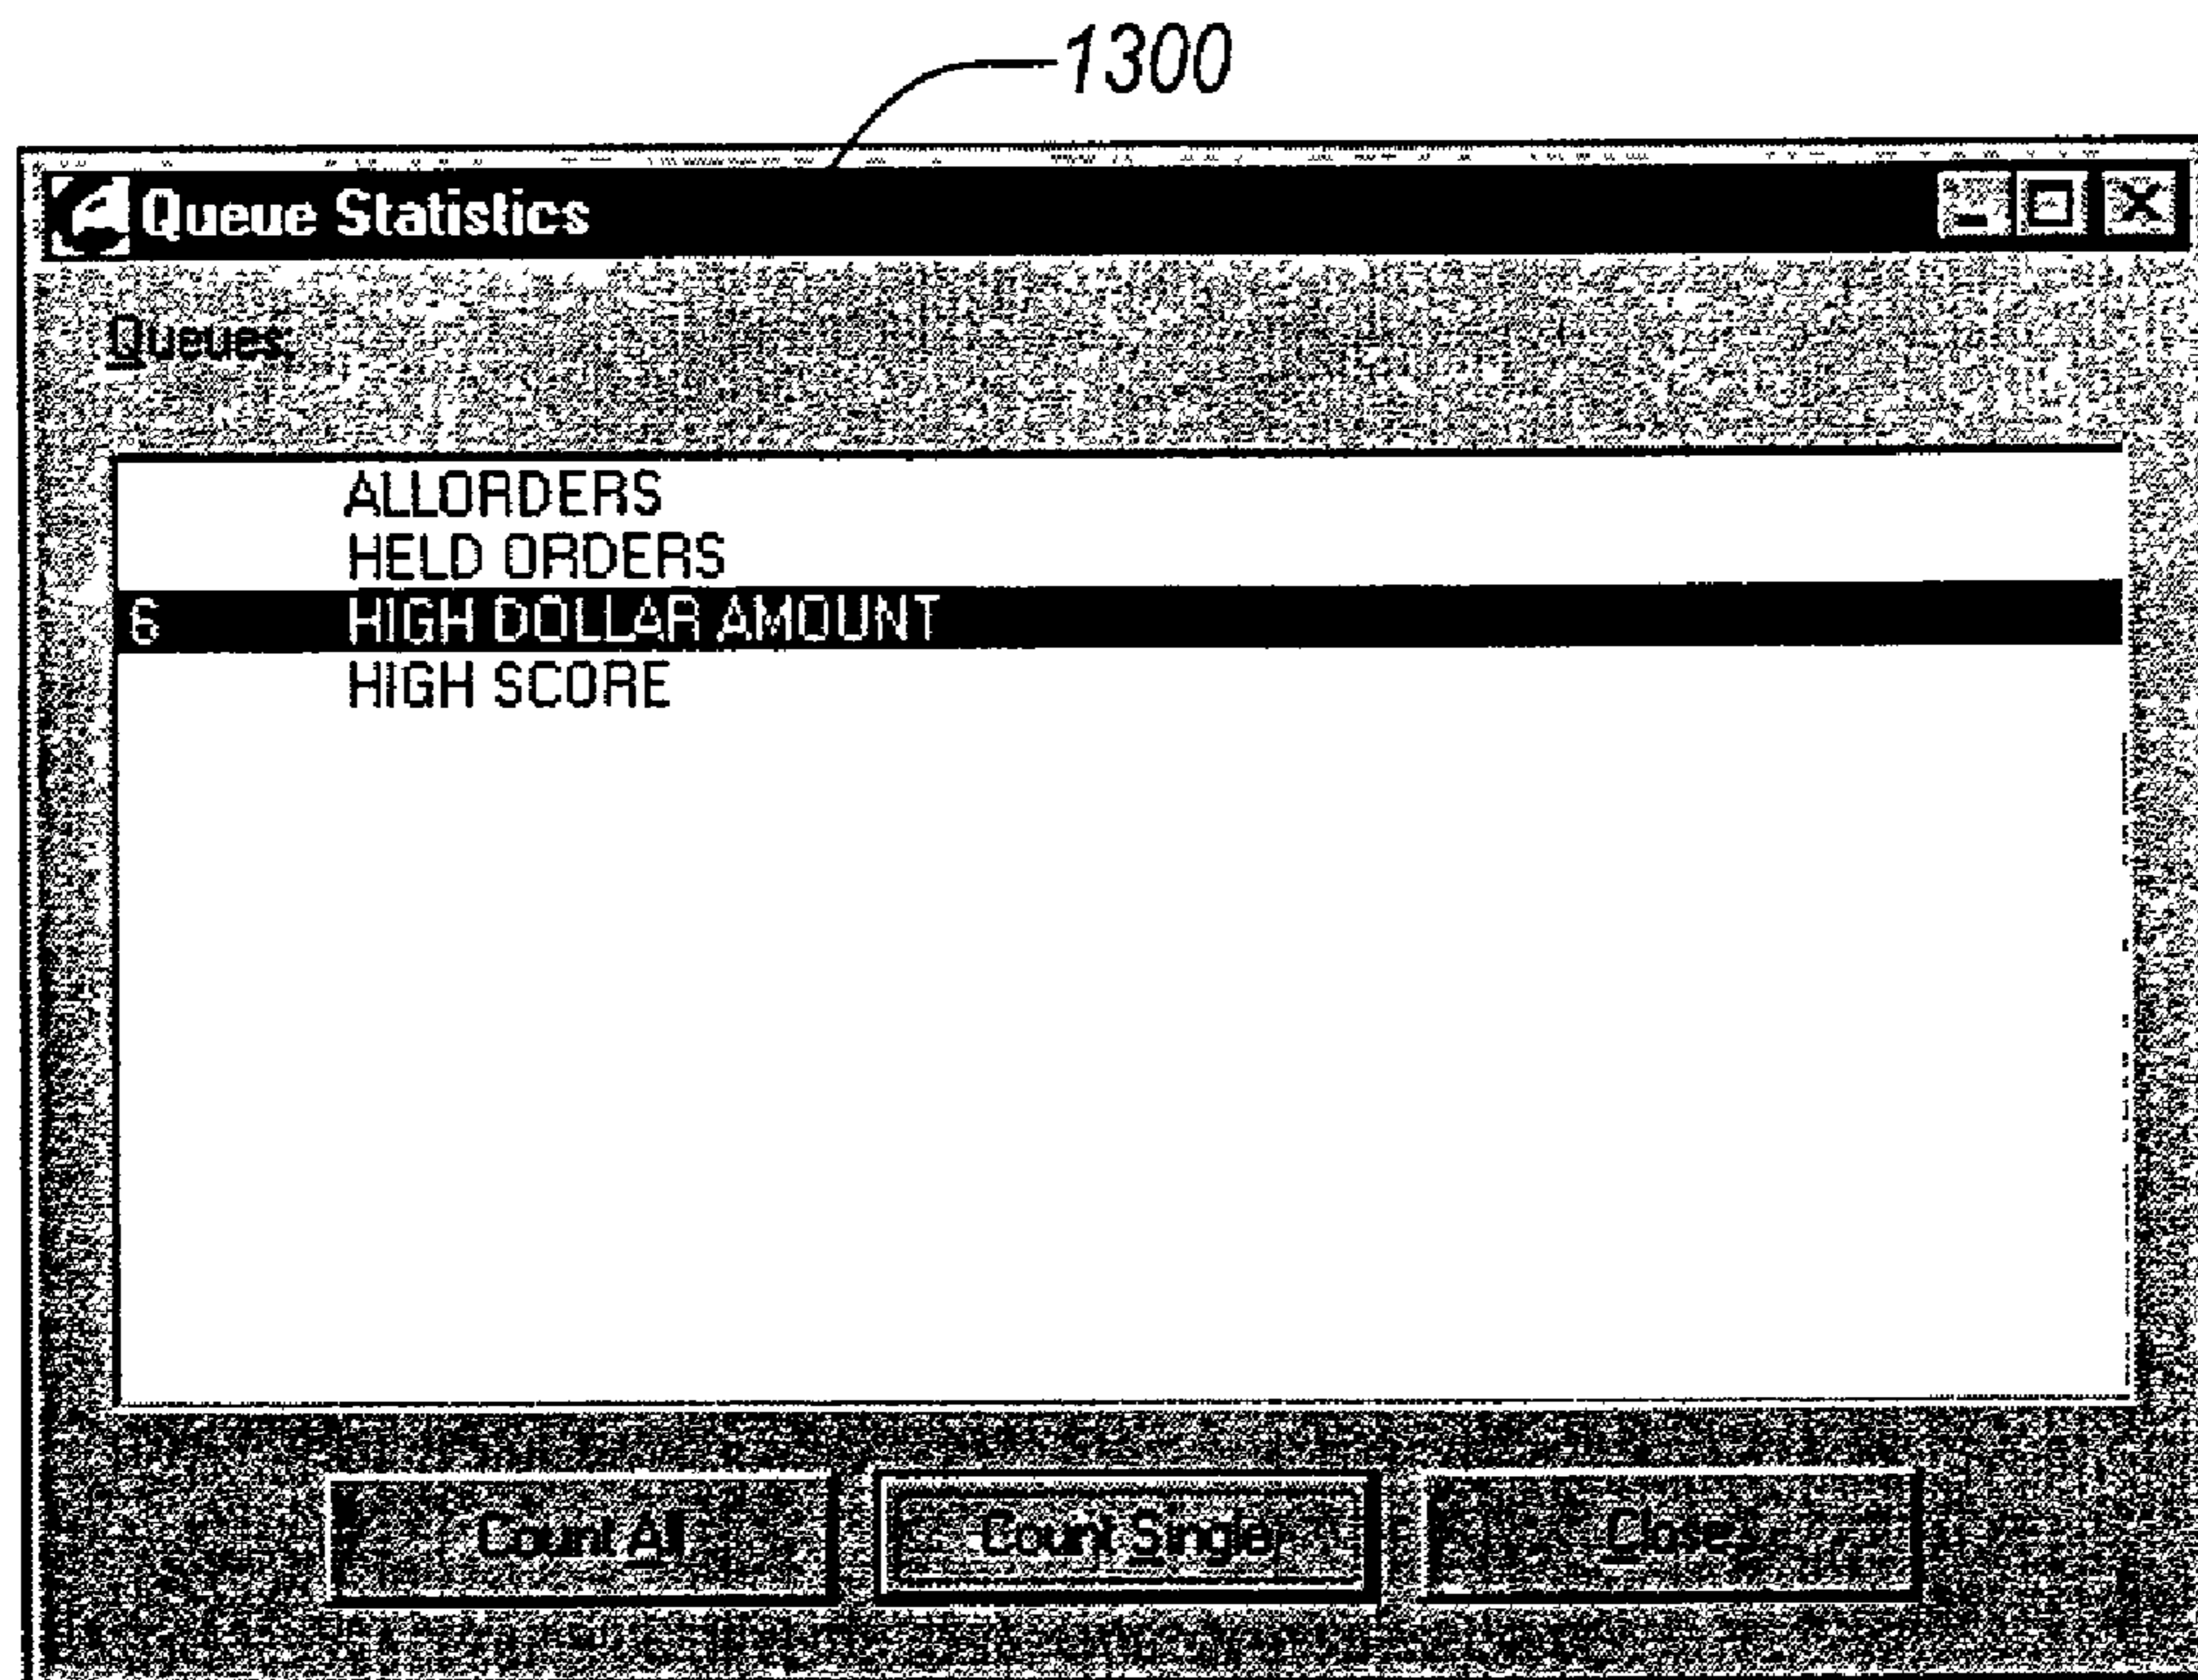 1300
Queue Statistics
Queues:
ALLORDERS
HELD ORDERS
6 HIGH DOLLAR AMOUNT
HIGH SCORE
Count All Count Single Close